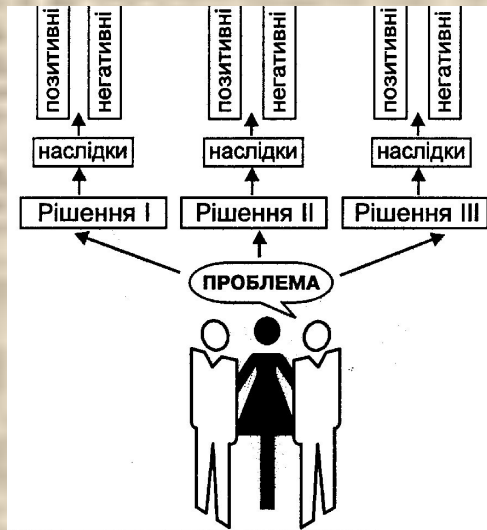 позитивні
негативні
позитивні
негативні
позитивні
негативні
наслідки
наслідки
наслідки
Рішення I
Рішення II
Рішення III
ПРОБЛЕМА